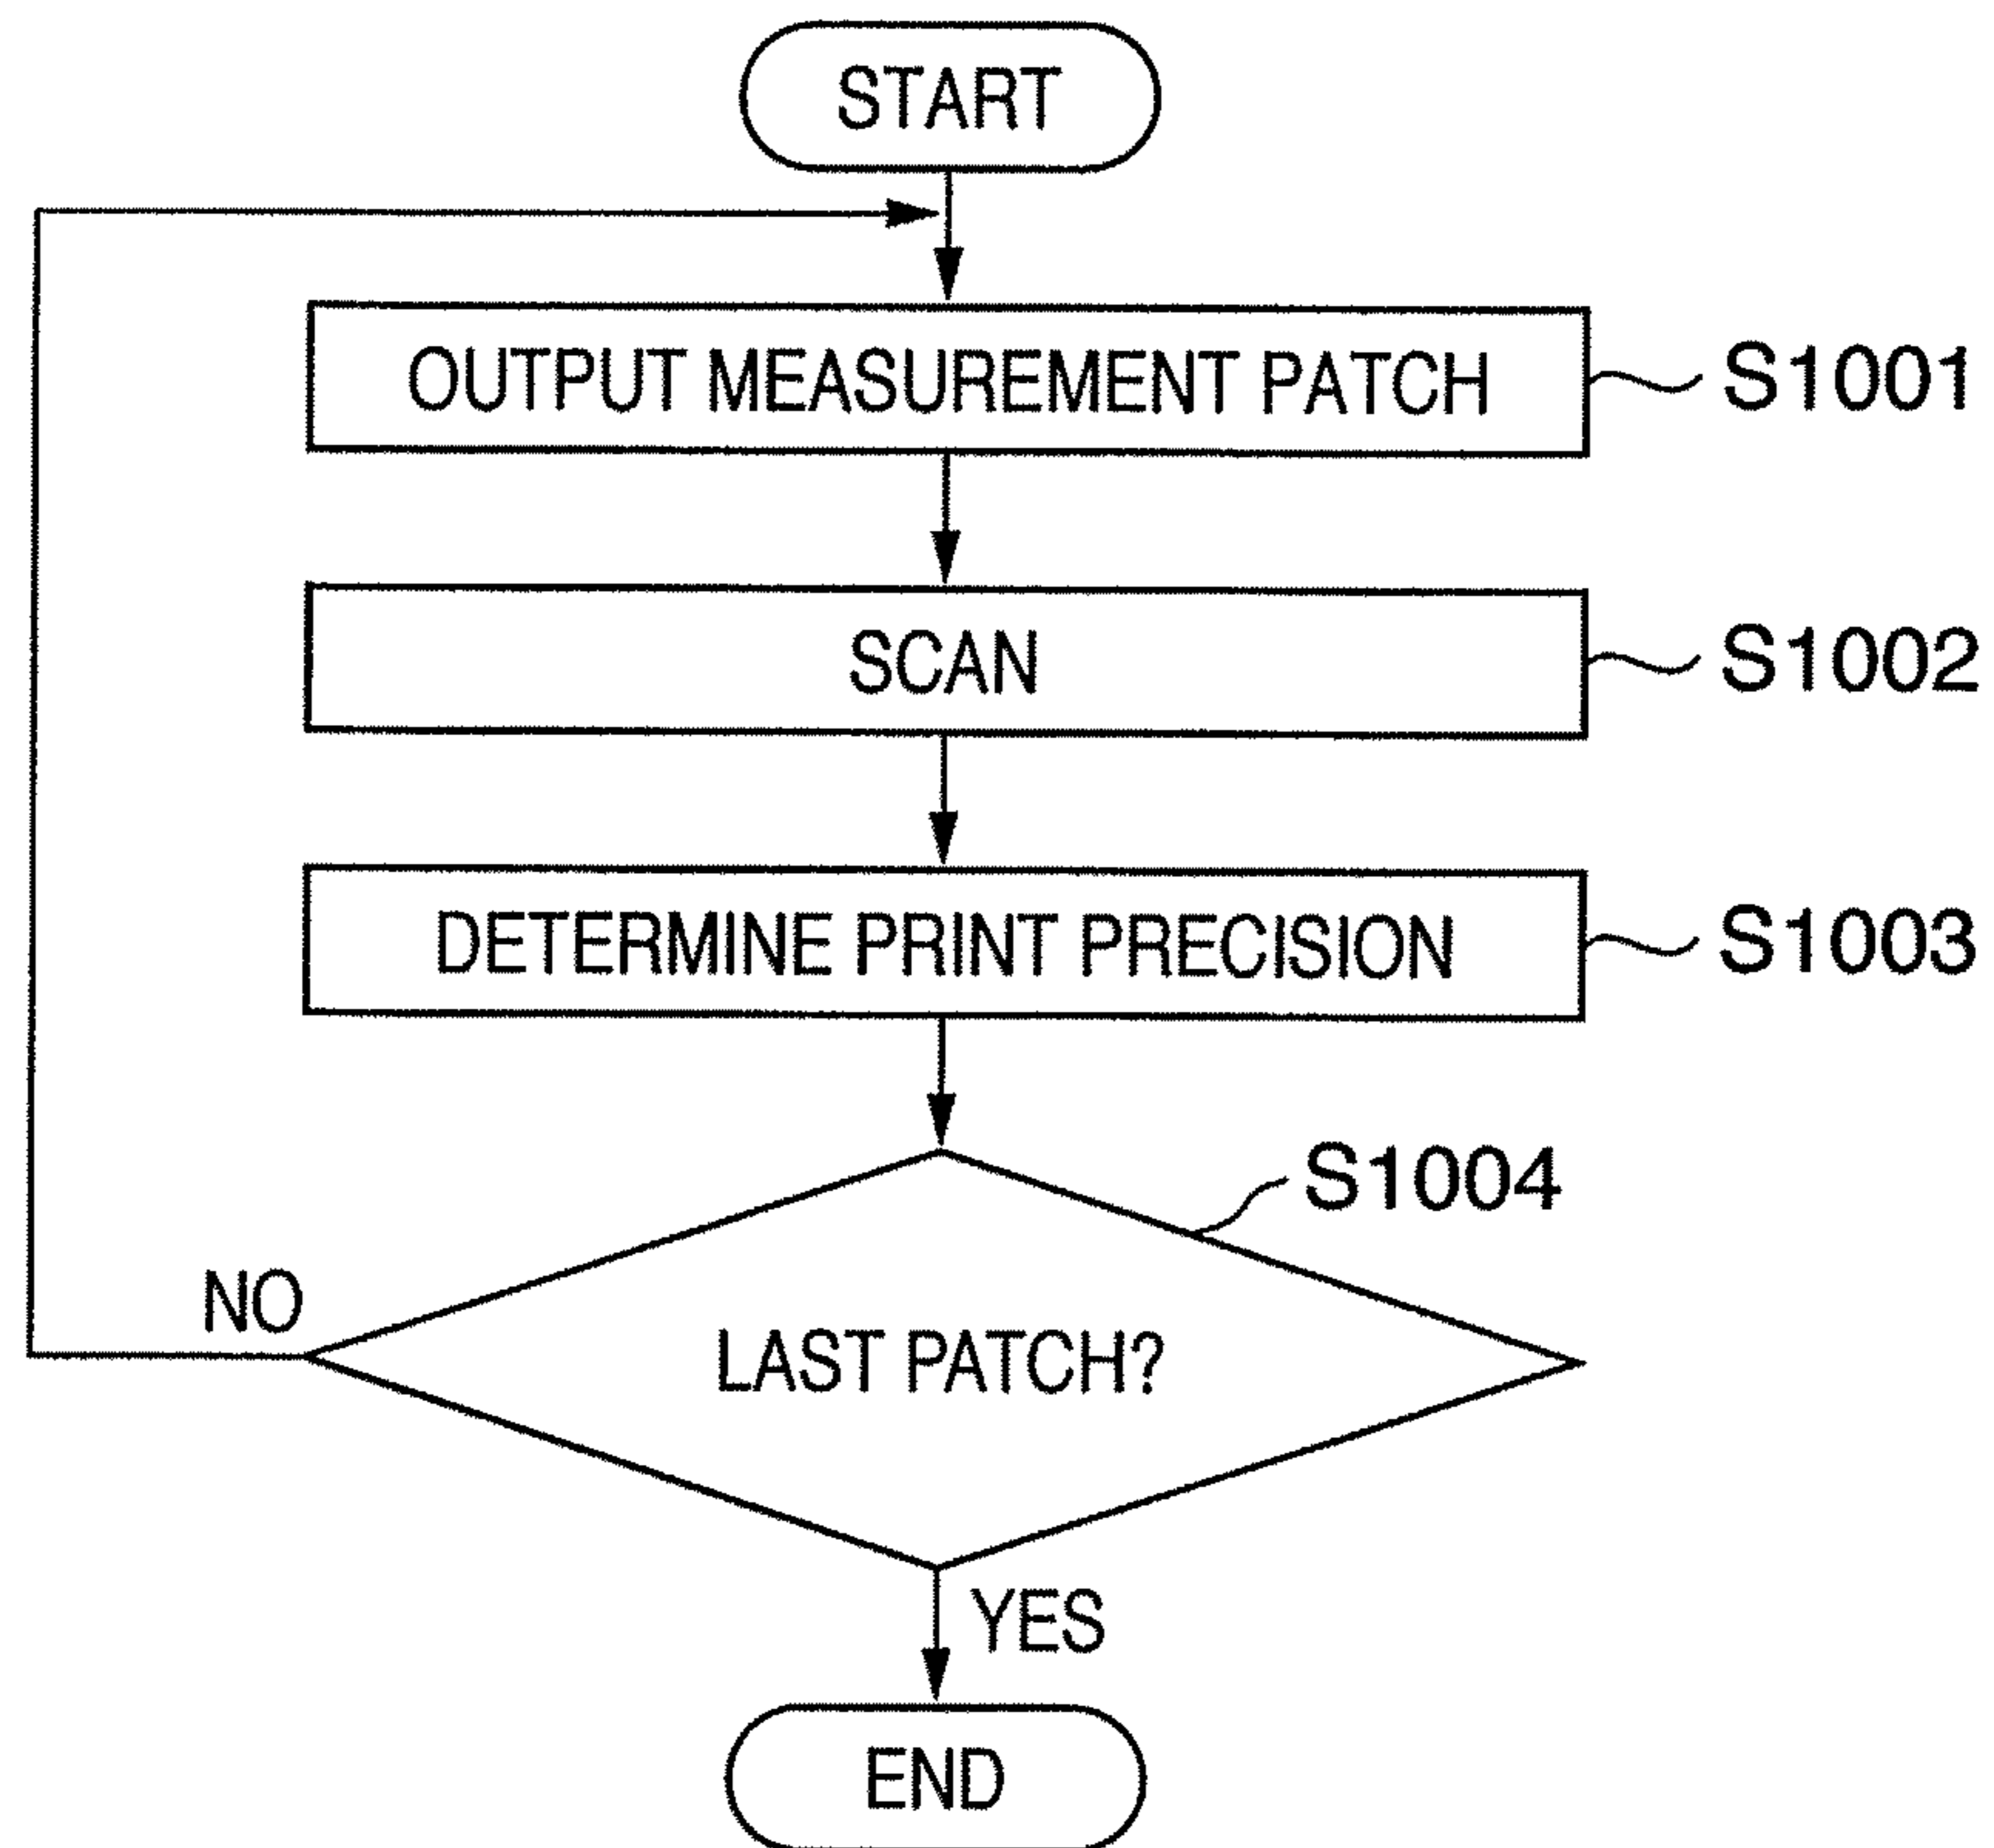 START
OUTPUT MEASUREMENT PATCH
S1001
SCAN
S1002
DETERMINE PRINT PRECISION
S1003
S1004
NO
LAST PATCH?
YES
END